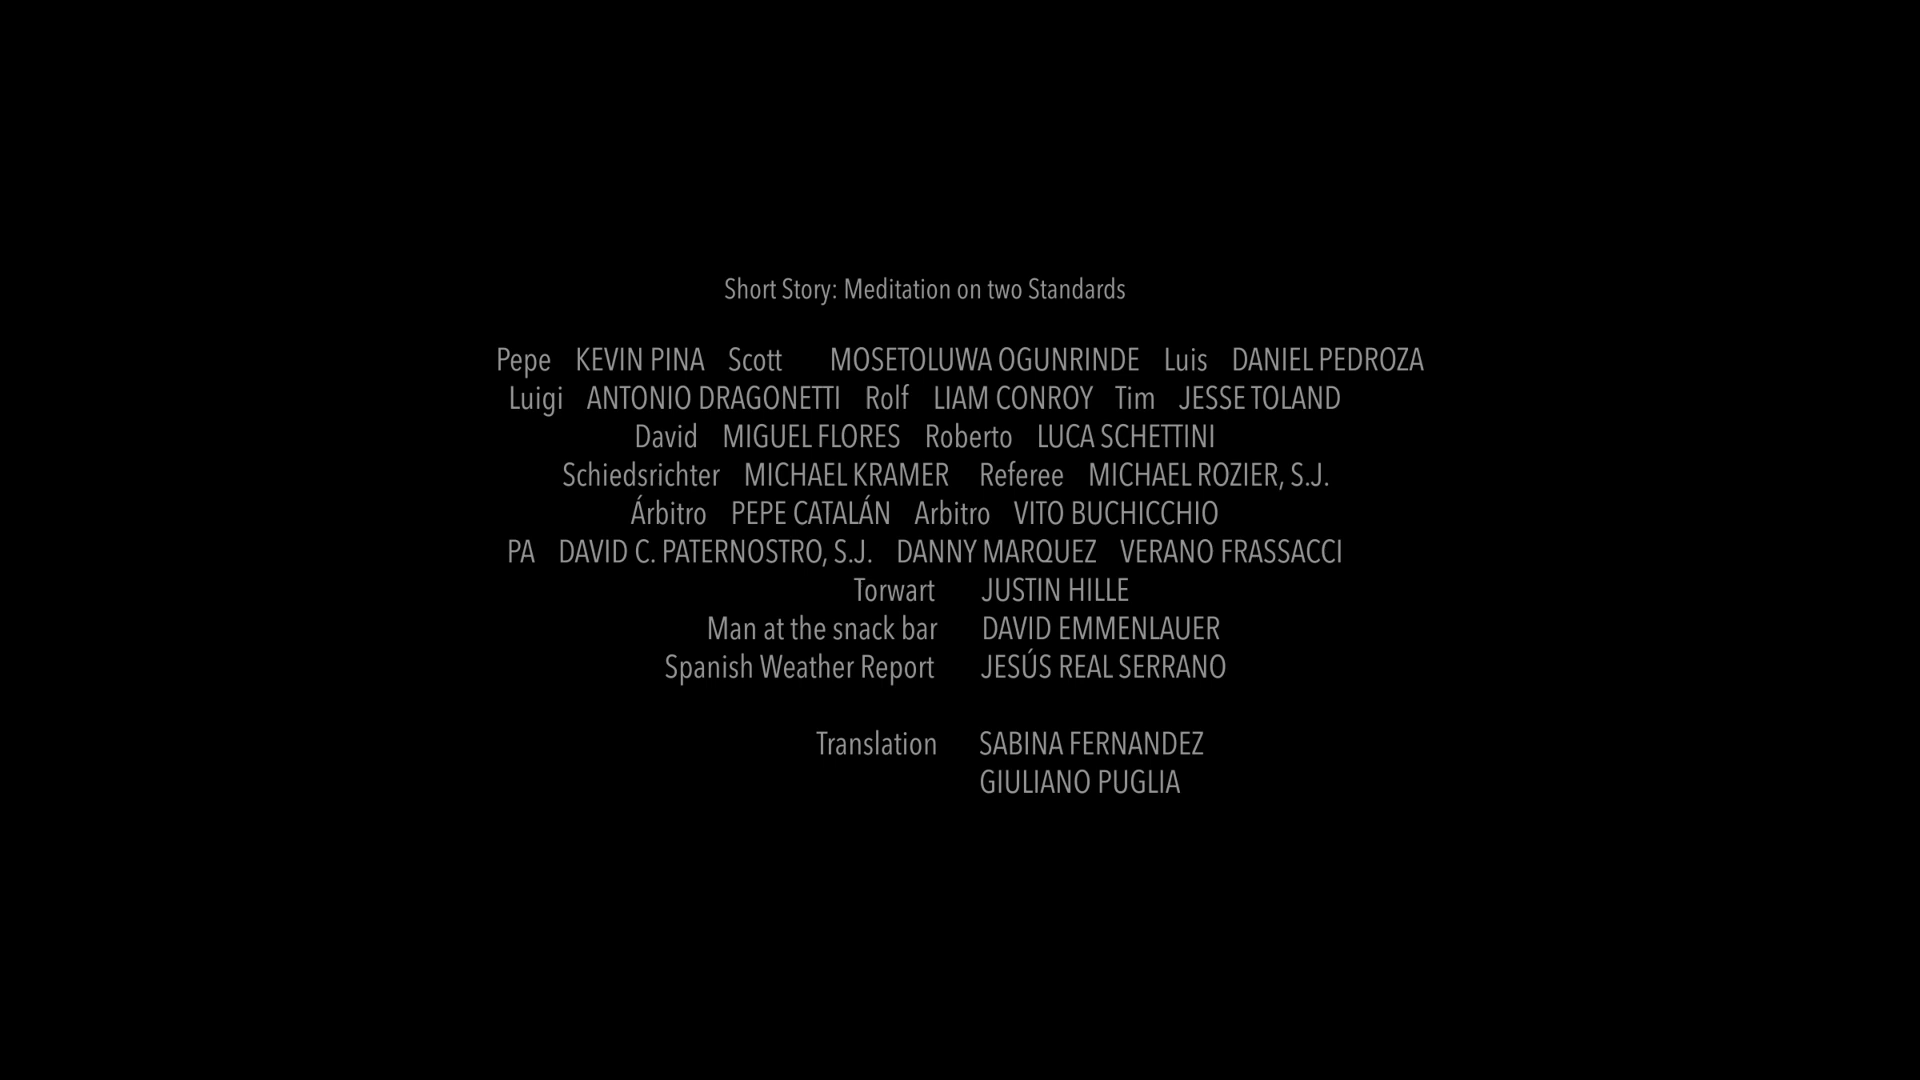 Short Story: Meditation on two Standards
Pepe KEVIN PINA Scott MOSETOLUWA OGUNRINDE Luis DANIEL PEDROZA
Luigi ANTONIO DRAGONETTI Rolf LIAM CONROY Tim JESSE TOLAND
David MIGUEL FLORES Roberto LUCA SCHETTINI
Schiedsrichter MICHAEL KRAMER Referee MICHAEL ROZIER, S.J.
Árbitro PEPE CATALÁN Arbitro VITO BUCHICCHIO
PA DAVID C. PATERNOSTRO, S.J. DANNY MARQUEZ VERANO FRASSACCI
Torwart JUSTIN HILLE
Man at the snack bar DAVID EMMENLAUER
Spanish Weather Report JESÚS REAL SERRANO
Translation SABINA FERNANDEZ
GIULIANO PUGLIA